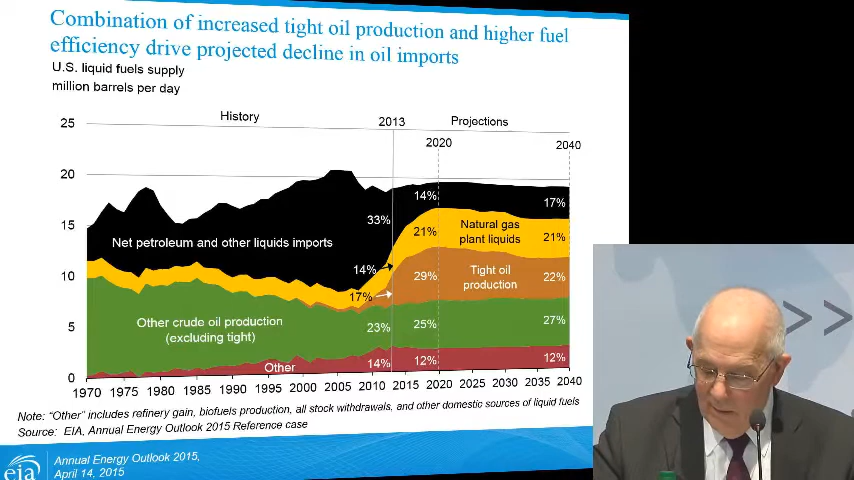 Combination of increased tight oil production and higher fuel
efficiency drive projected decline in oil imports
U.S. liquid fuels supply
million barrels per day
History
2013
Projections
2020
2040
25
20
15
10
5
0
33%
14%
17%
Net petroleum and other liquids imports
21%
Natural gas
plant liquids
21%
14%
17%
29%
Tight oil
production
22%
Other crude oil production
(excluding tight)
23%
25%
27%
Other
14%
12%
12%
1970 1975 1980 1985 1990 1995 2000 2005 2010 2015 2020 2025 2030 2035 2040
Note: "Other" includes refinery gain, biofuels production, all stock withdrawals, and other domestic sources of liquid fuels
Source: EIA, Annual Energy Outlook 2015 Reference case
eia
Annual Energy Outlook 2015,
April 14, 2015
>>